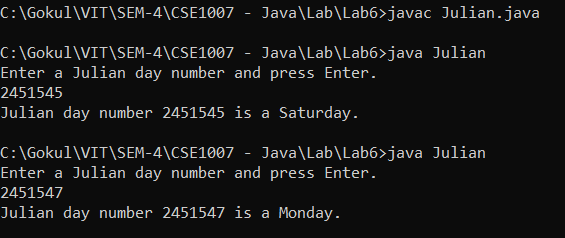 C:\Gokul\VIT\SEM-4\CSE1007 - Java\Lab\Lab6>javac Julian.java
C:\Gokul\VIT\SEM-4\CSE1007 - Java\Lab\Lab6>java Julian
Enter a Julian day number and press Enter.
2451545
Julian day number 2451545 is a Saturday.
C:\Gokul\VIT\SEM-4\CSE1007 - Java\Lab\Lab6>java Julian
Enter a Julian day number and press Enter.
2451547
Julian day number 2451547 is a Monday.